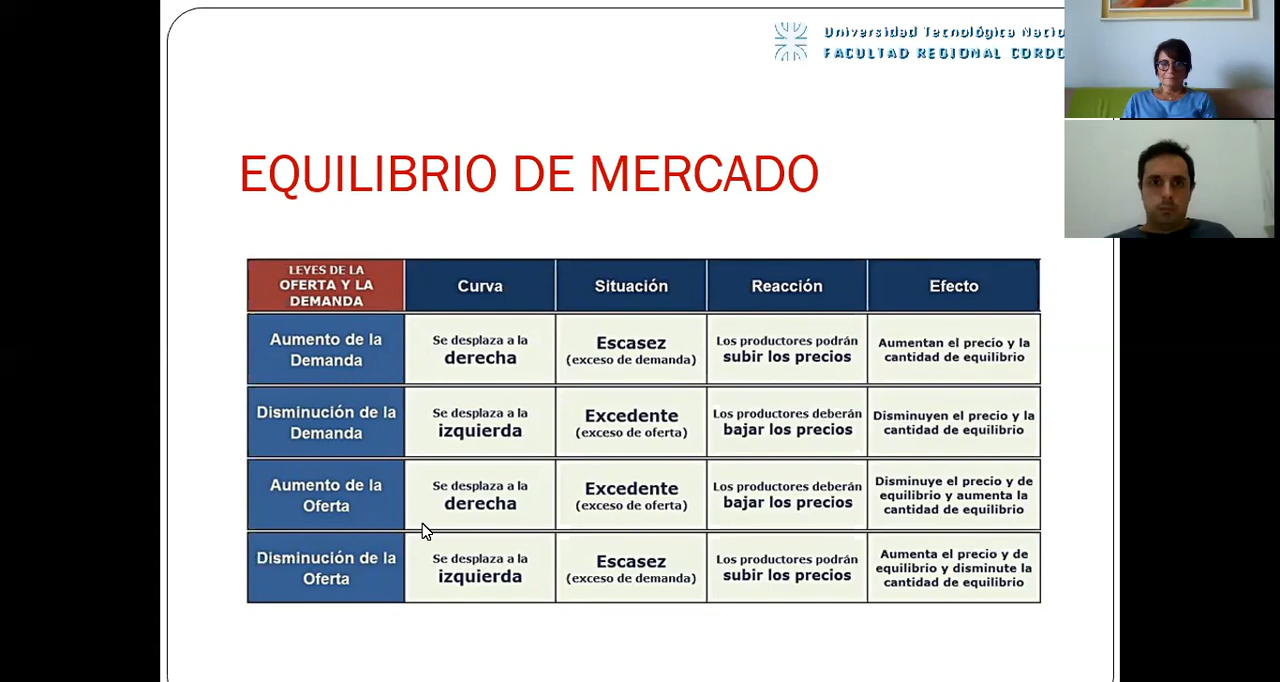 Universidad Tecnológica Nacio
FACULTAD REGIONAL CORDO
EQUILIBRIO DE MERCADO
LEYES DE LA
OFERTA Y LA
DEMANDA
Curva
Situación
Reacción
Efecto
Aumento de la
Demanda
Se desplaza a la
derecha
Escasez
(exceso de demanda)
Los productores podrán
subir los precios
Aumentan el precio y la
cantidad de equilibrio
Disminución de la
Demanda
Se desplaza a la
izquierda
Excedente
(exceso de oferta)
Los productores deberán
bajar los precios
Disminuyen el precio y la
cantidad de equilibrio
Aumento de la
Oferta
Se desplaza a la
derecha
Excedente
(exceso de oferta)
Los productores deberán
bajar los precios
Disminuye el precio y de
equilibrio y aumenta la
cantidad de equilibrio
Disminución de la
Oferta
Se desplaza a la
izquierda
Escasez
(exceso de demanda)
Los productores podrán
subir los precios
Aumenta el precio y de
equilibrio y disminute la
cantidad de equilibrio